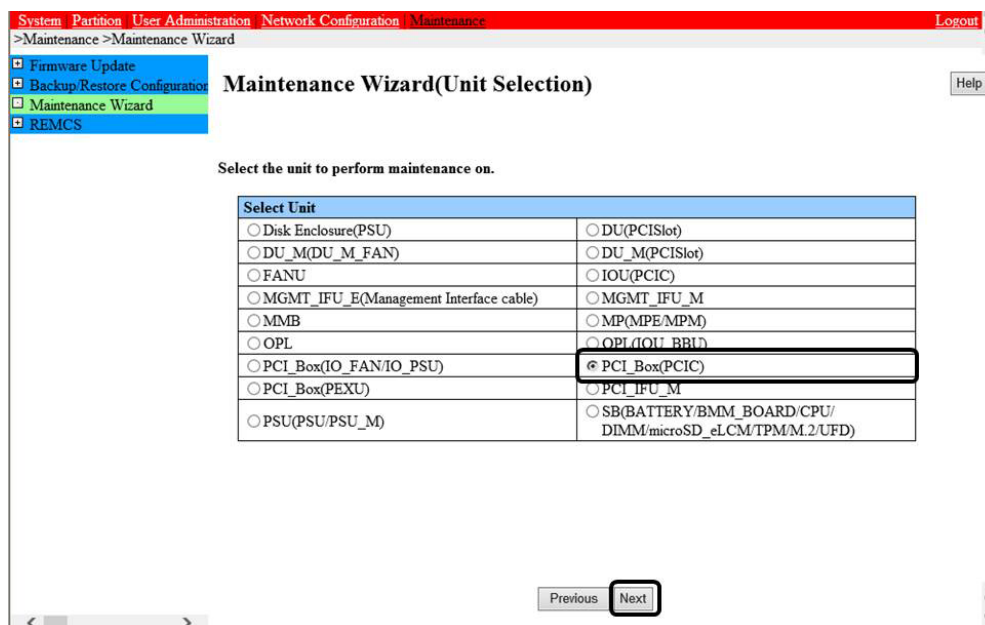 System | Partition | User Administration | Network Configuration | Maintenance Logout
>Maintenance >Maintenance Wizard
Firmware Update
Backup/Restore Configuration
Maintenance Wizard
REMCS
Maintenance Wizard(Unit Selection)
Help
Select the unit to perform maintenance on.
Select Unit
Disk Enclosure(PSU) DU(PCISlot)
DU_M(DU_M_FAN) DU_M(PCISlot)
FANU IOU(PCIC)
MGMT_IFU_E(Management Interface cable) MGMT_IFU_M
MMB MP(MPE/MPM)
OPL OPL(IOU_BBU)
PCI_Box(IO_FAN/IO_PSU) PCI_Box(PCIC)
PCI_Box(PEXU) PCI_IFU_M
PSU(PSU/PSU_M) SB(BATTERY/BMM_BOARD/CPU/
DIMM/microSD_eLCM/TPM/M.2/UFD)
Previous Next